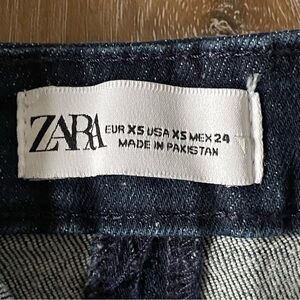 ZARA
EUR XS USA XS MEX 24
MADE IN PAKISTAN